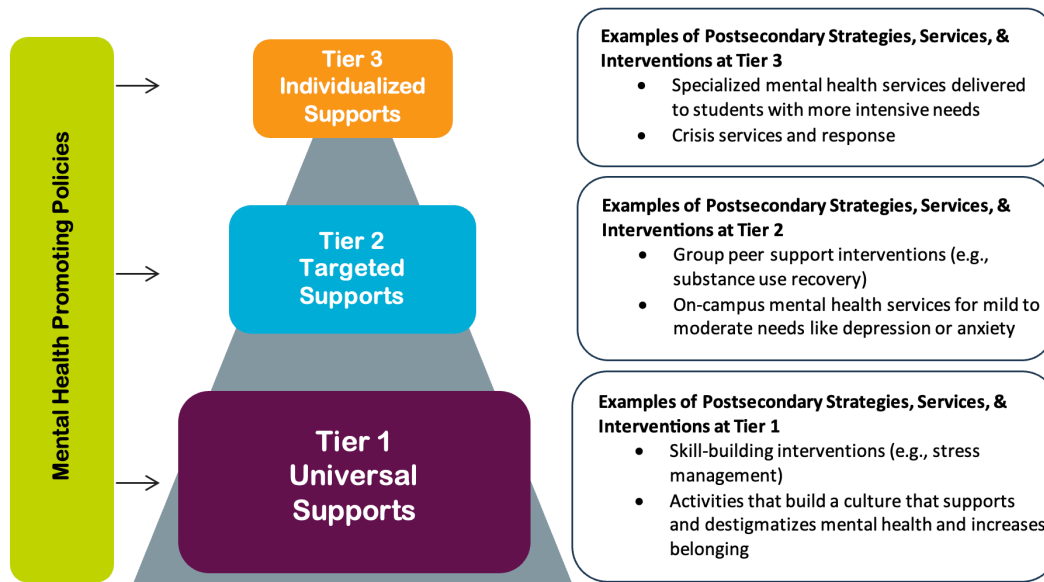 Mental Health Promoting Policies
Tier 3
Individualized
Supports
Examples of Postsecondary Strategies, Services, &
Interventions at Tier 3
• Specialized mental health services delivered
to students with more intensive needs
• Crisis services and response
Tier 2
Targeted
Supports
Examples of Postsecondary Strategies, Services, &
Interventions at Tier 2
• Group peer support interventions (e.g.,
substance use recovery)
• On-campus mental health services for mild to
moderate needs like depression or anxiety
Tier 1
Universal
Supports
Examples of Postsecondary Strategies, Services, &
Interventions at Tier 1
• Skill-building interventions (e.g., stress
management)
• Activities that build a culture that supports
and destigmatizes mental health and increases
belonging